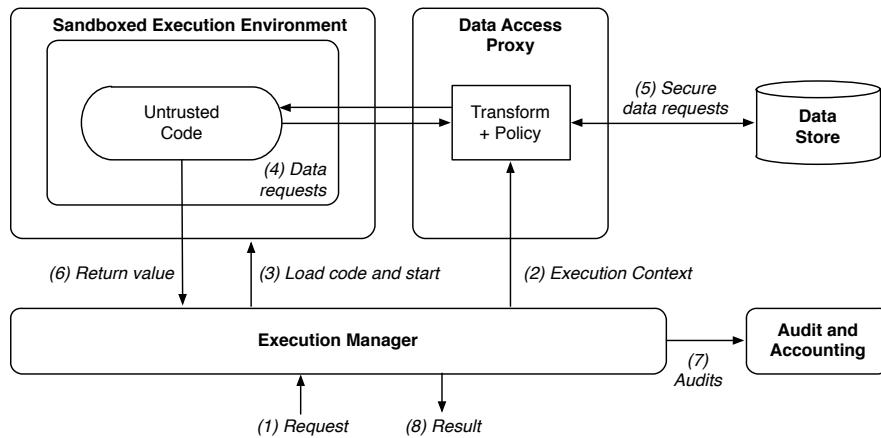 Sandboxed Execution Environment
Data Access
Proxy
Untrusted
Code
Transform
+ Policy
(5) Secure
data requests
Data
Store
(4) Data
requests
(6) Return value
(3) Load code and start
(2) Execution Context
Execution Manager
Audit and
Accounting
(7)
Audits
(1) Request
(8) Result